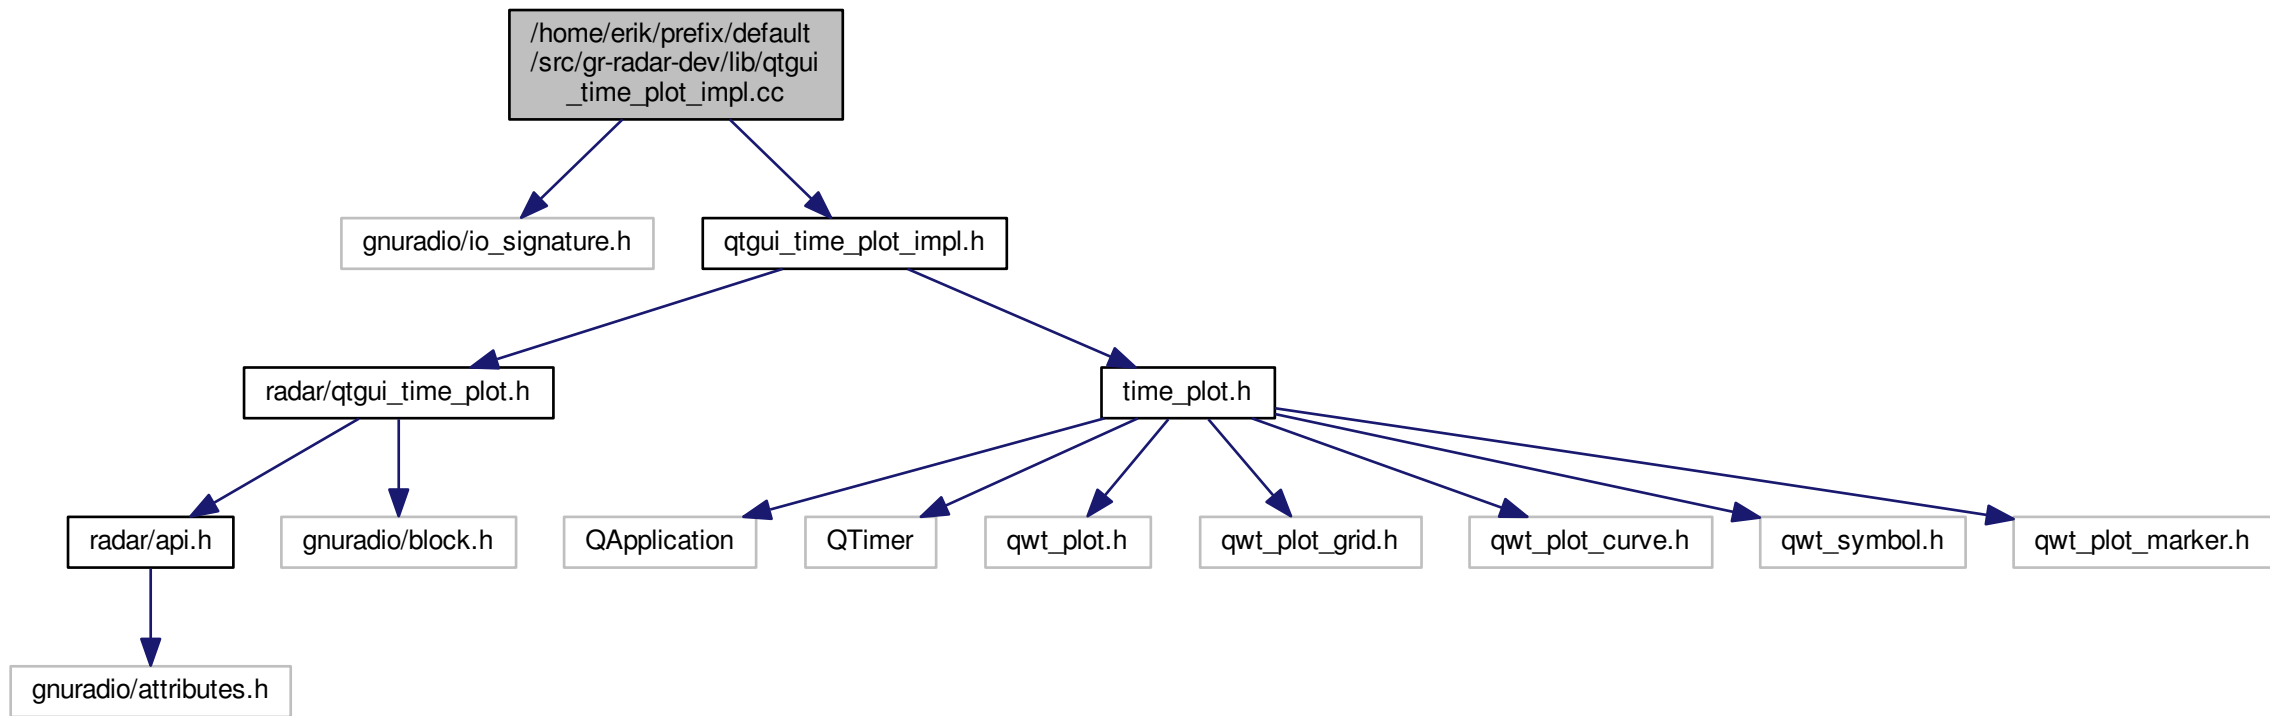 /home/erik/prefix/default
/src/gr-radar-dev/lib/qtgui
_time_plot_impl.cc
gnuradio/io_signature.h
qtgui_time_plot_impl.h
radar/qtgui_time_plot.h
time_plot.h
radar/api.h
gnuradio/block.h
QApplication
QTimer
qwt_plot.h
qwt_plot_grid.h
qwt_plot_curve.h
qwt_symbol.h
qwt_plot_marker.h
gnuradio/attributes.h